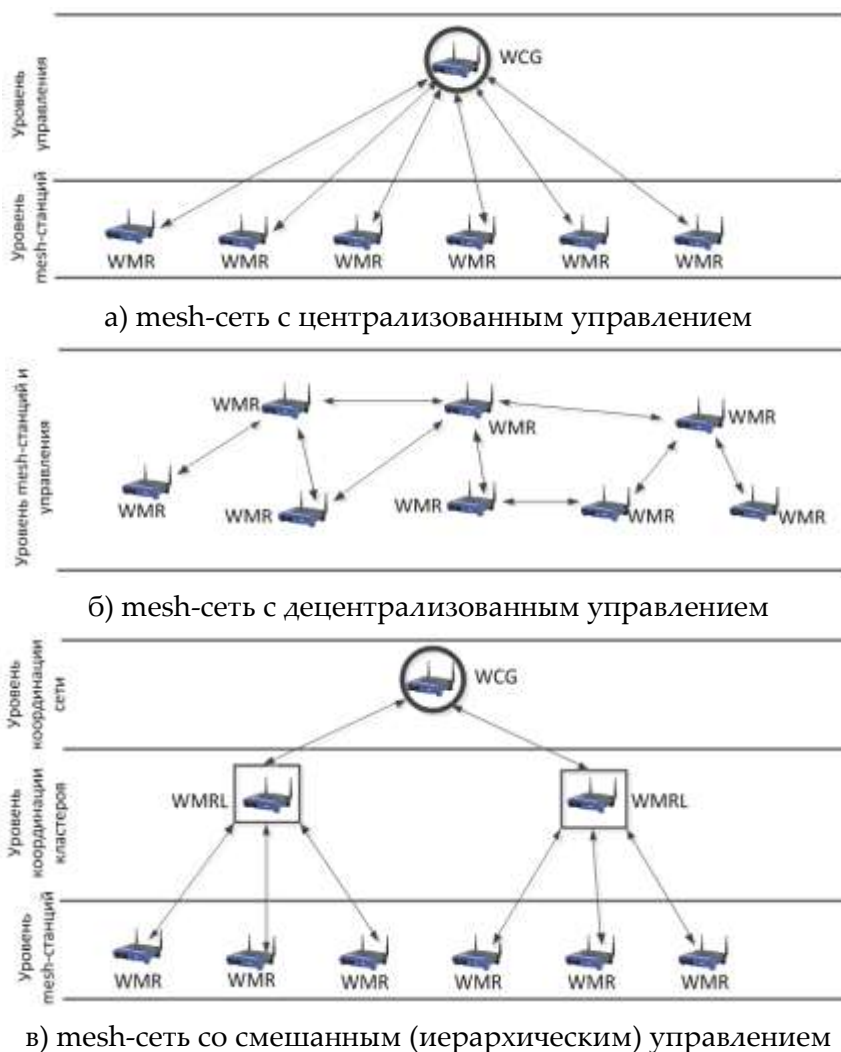 WCG
Уровень
управления
Уровень
mesh-станций
WMR
WMR
WMR
WMR
WMR
WMR
а) mesh-сеть с централизованным управлением
Уровень mesh-станций и
управления
WMR
WMR
WMR
WMR
WMR
WMR
WMR
WMR
б) mesh-сеть с децентрализованным управлением
Уровень
координации
сети
WCG
Уровень
координации
кластеров
WMRL
WMRL
Уровень
mesh-станций
WMR
WMR
WMR
WMR
WMR
WMR
в) mesh-сеть со смешанным (иерархическим) управлением